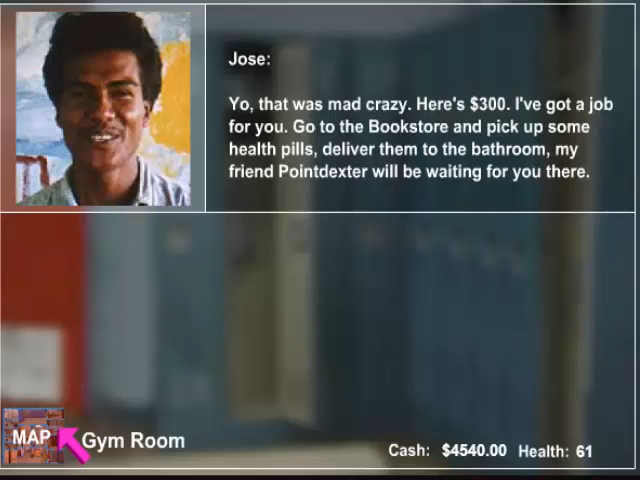 Jose:
Yo, that was mad crazy. Here's $300. I've got a job
for you. Go to the Bookstore and pick up some
health pills, deliver them to the bathroom, my
friend Pointdexter will be waiting for you there.
MAP
Gym Room
Cash: $4540.00 Health: 61